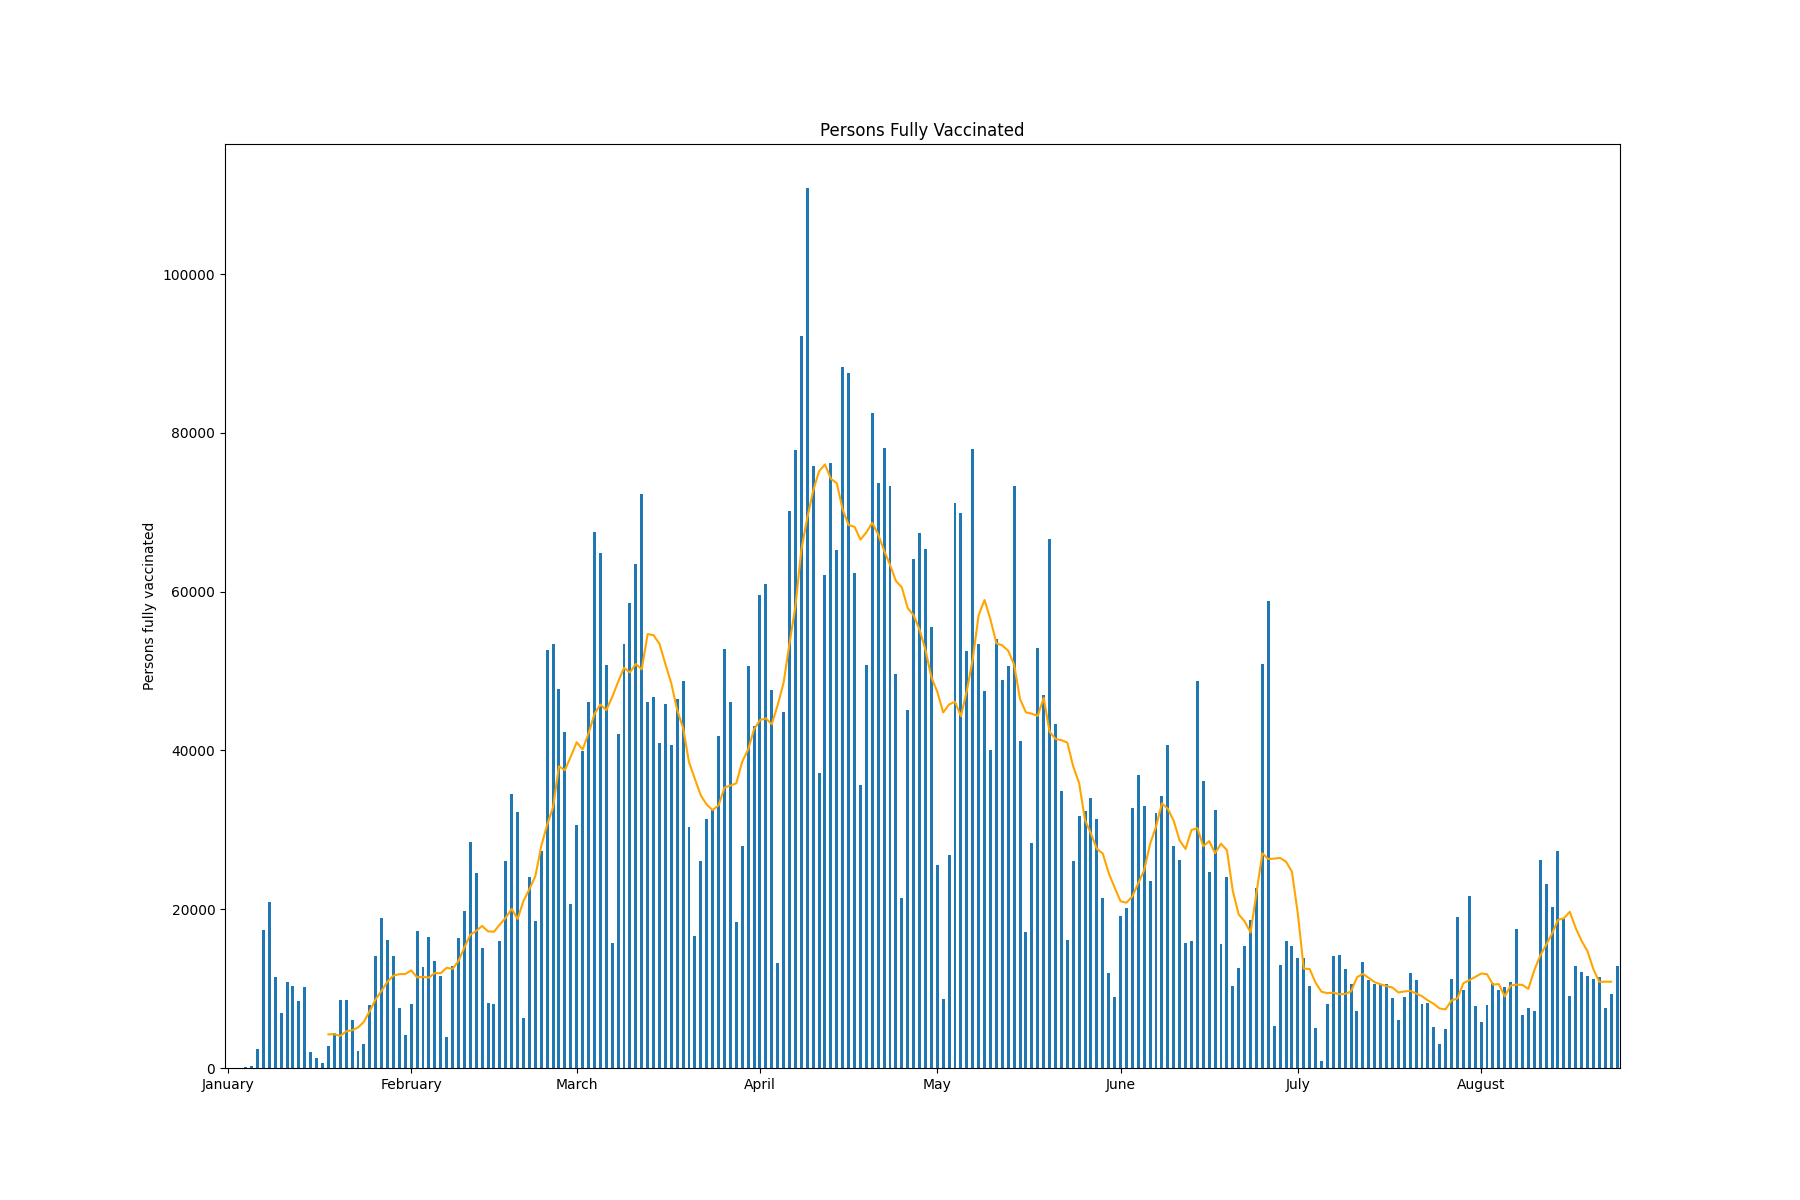 Persons Fully Vaccinated
Persons fully vaccinated
100000
80000
60000
40000
20000
0
January February March April May June July August